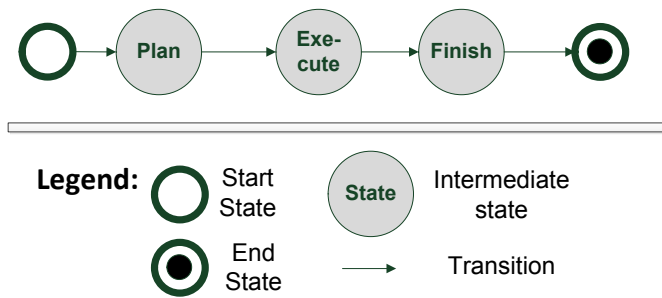 Plan
Exe-
cute
Finish
Legend:
Start
State
State
Intermediate
state
End
State
Transition